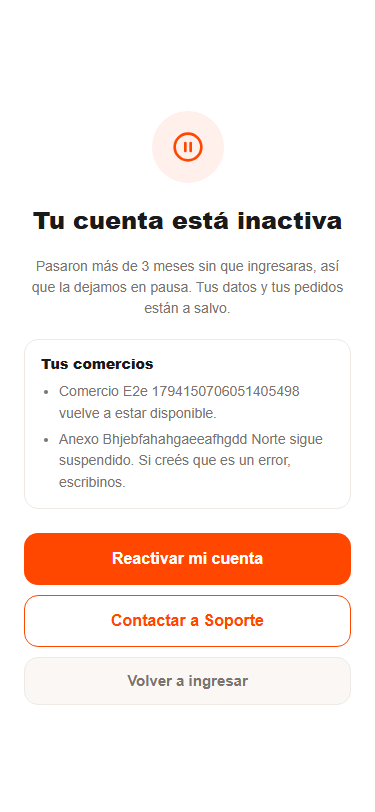 Tu cuenta está inactiva
Pasaron más de 3 meses sin que ingresaras, así
que la dejamos en pausa. Tus datos y tus pedidos
están a salvo.
Tus comercios
• Comercio E2e 1794150706051405498
vuelve a estar disponible.
• Anexo Bhjebfahahgaeeafhgdd Norte sigue
suspendido. Si creés que es un error,
escribinos.
Reactivar mi cuenta
Contactar a Soporte
Volver a ingresar